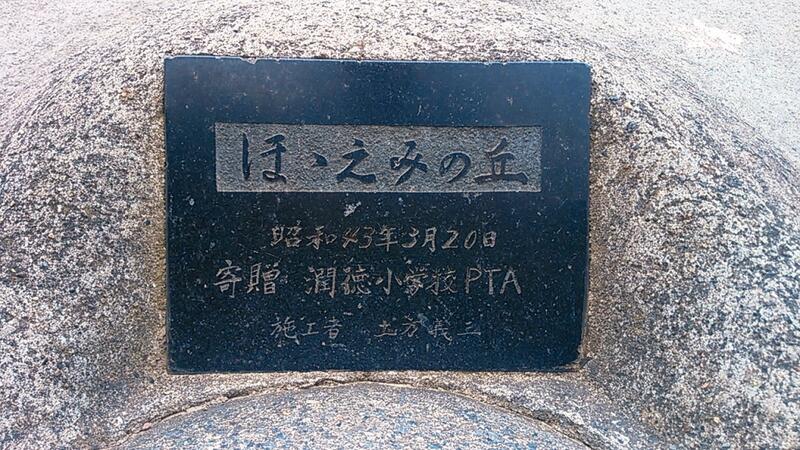 ほゝえみの丘
昭和43年3月20日
寄贈 潤徳小学校PTA
施工者 土方義三